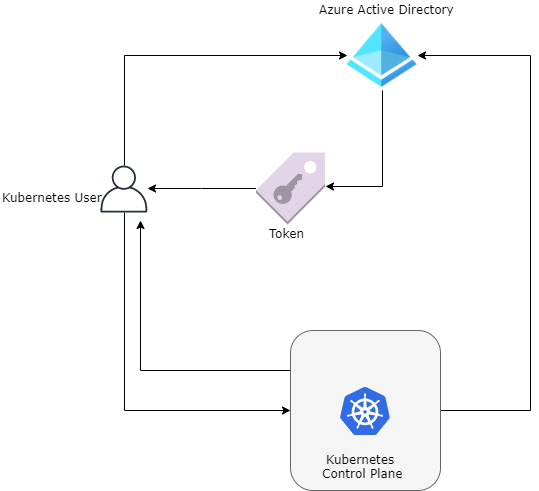 Azure Active Directory
Kubernetes User
Token
Kubernetes
Control Plane